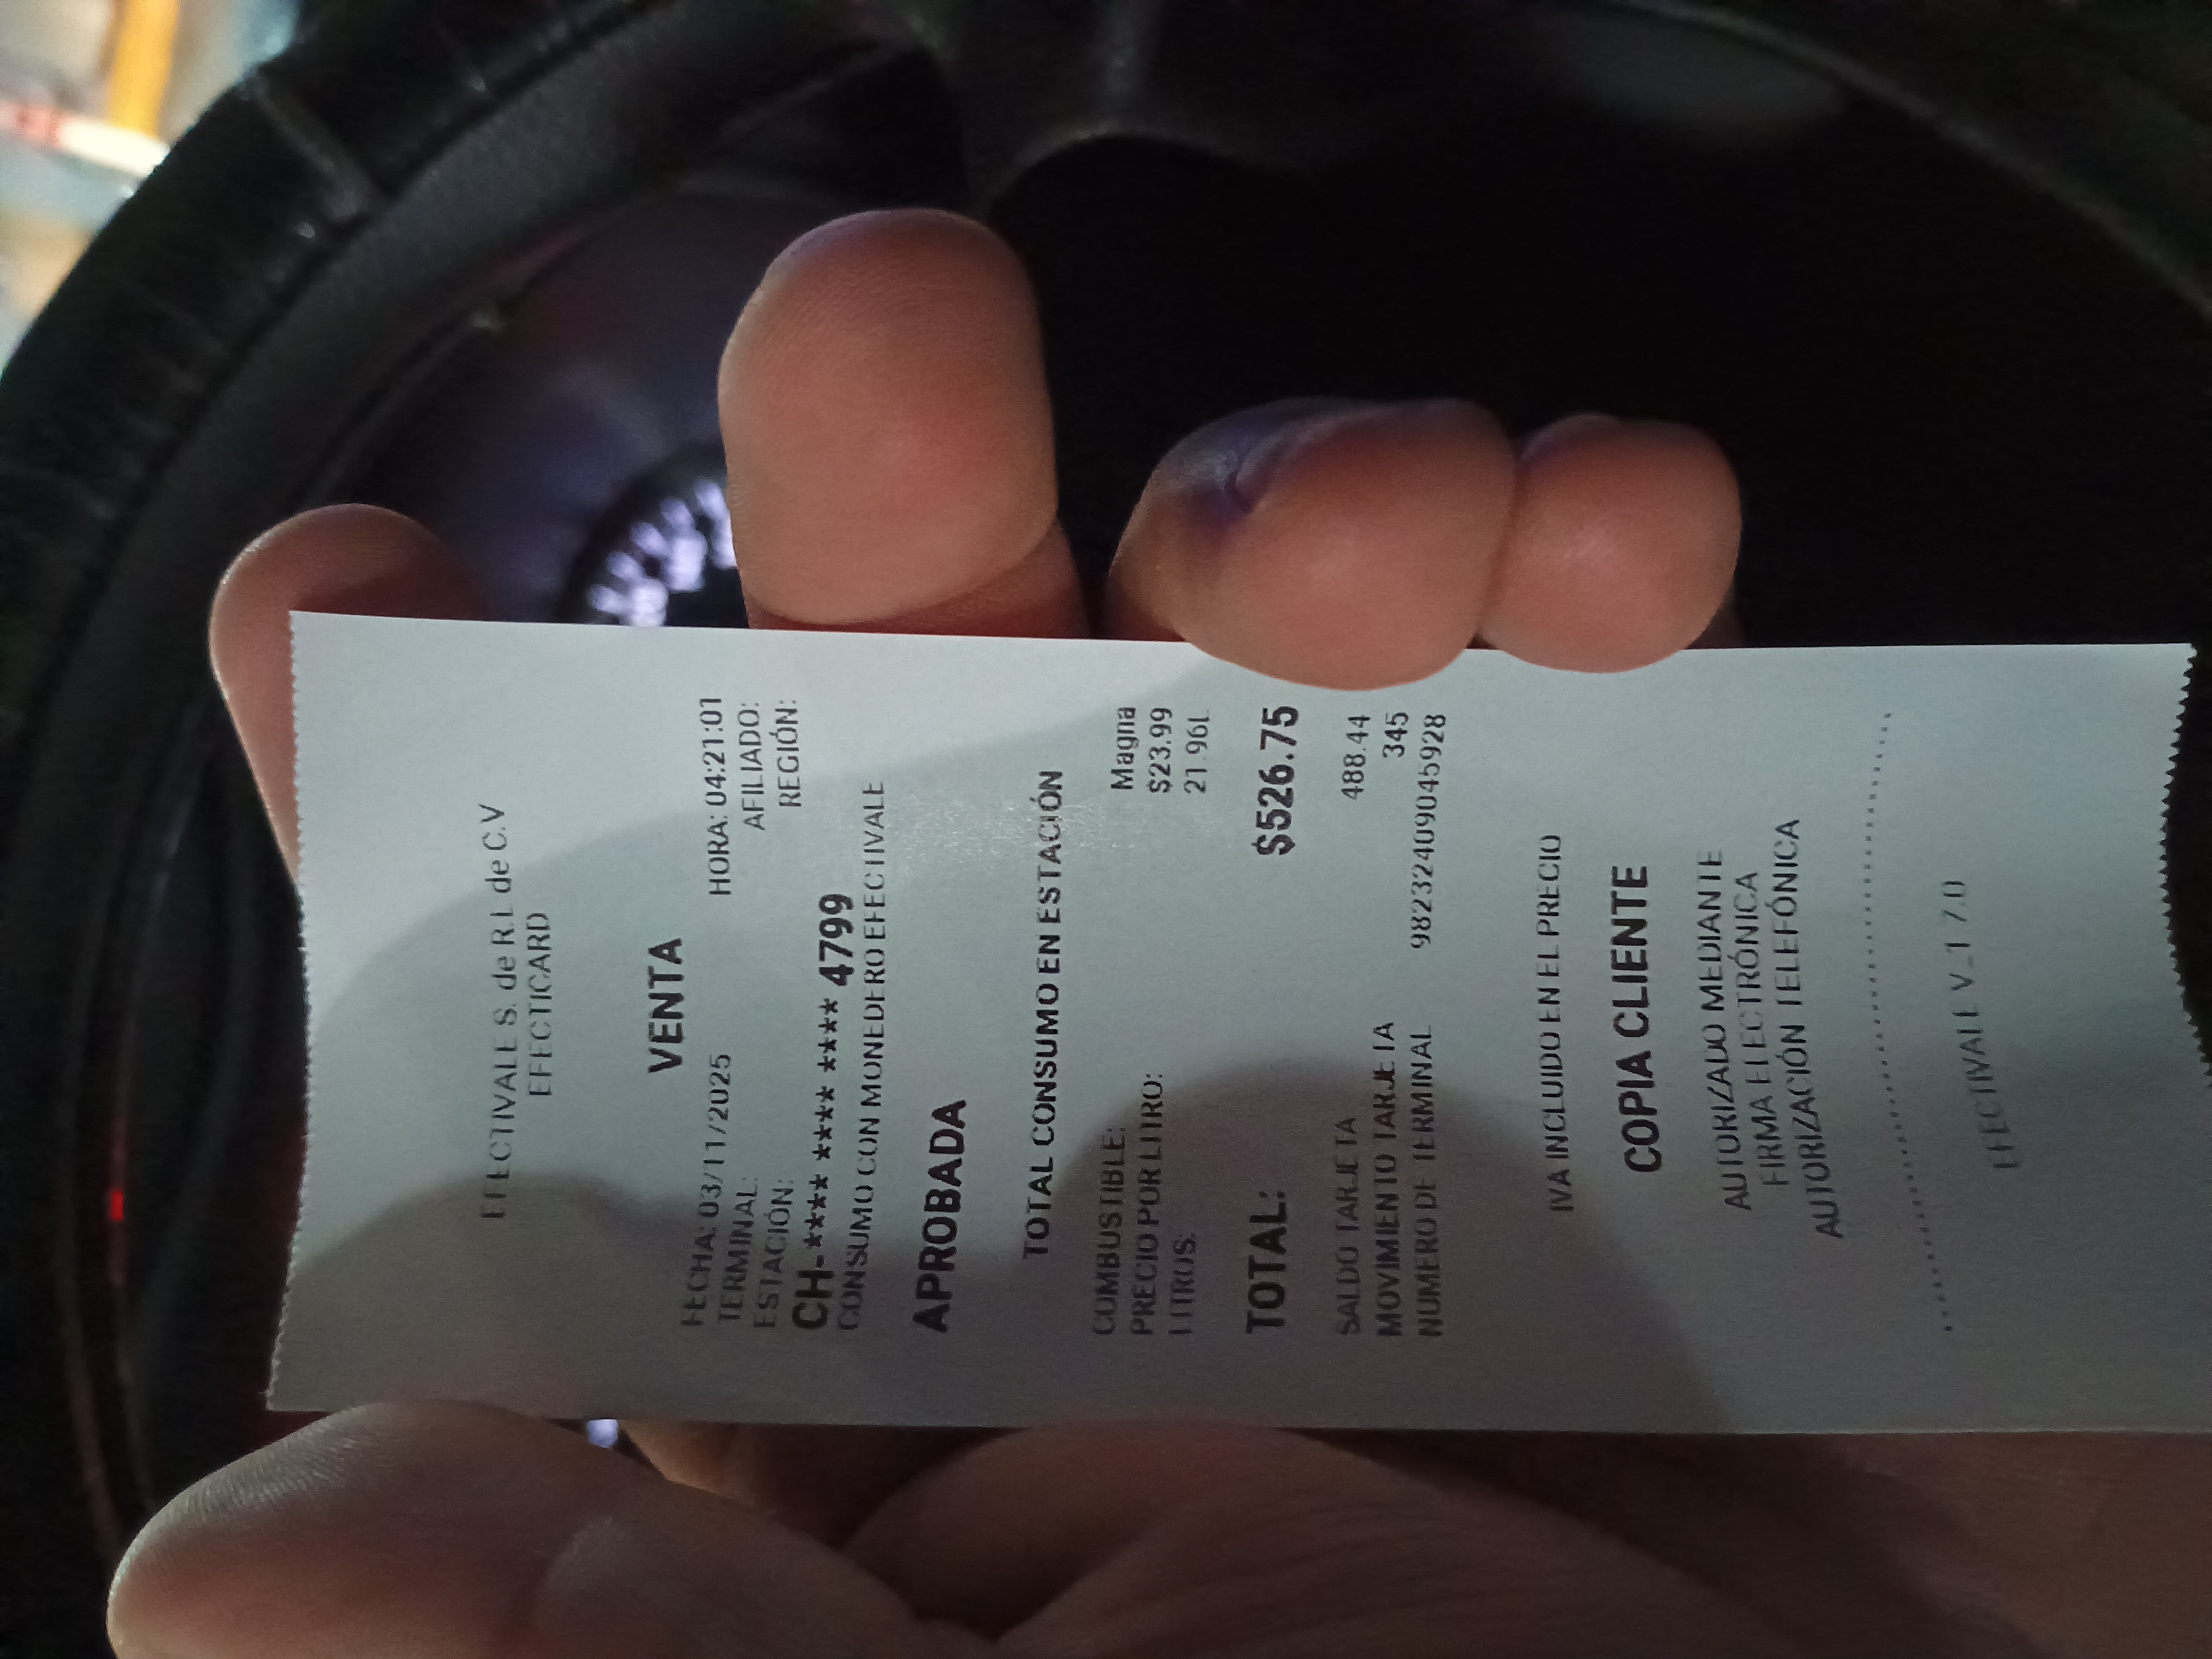 EFECTIVALE S. de R.L de C.V
EFECTICARD
VENTA
FECHA: 03/11/2025 HORA: 04:21:01
TERMINAL: AFILIADO:
ESTACIÓN: REGIÓN:
CH-**** **** **** 4799
CONSUMO CON MONEDERO EFECTIVALE
APROBADA
TOTAL CONSUMO EN ESTACIÓN
COMBUSTIBLE: Magna
PRECIO POR LITRO: $23.99
LITROS: 21.96L
TOTAL: $526.75
SALDO TARJETA 488.44
MOVIMIENTO TARJETA 345
NUMERO DE TERMINAL 9823240909045928
IVA INCLUIDO EN EL PRECIO
COPIA CLIENTE
AUTORIZADO MEDIANTE
FIRMA ELECTRÓNICA
AUTORIZACIÓN TELEFÓNICA
EFECTIVALE V_1.7.0